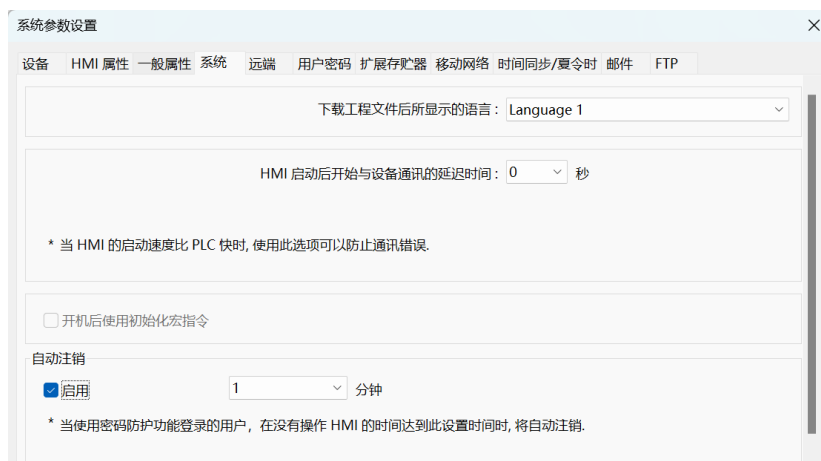 系统参数设置
设备 HMI 属性 一般属性 系统 远端 用户密码 扩展存贮器 移动网络 时间同步/夏令时 邮件 FTP
下载工程文件后所显示的语言 : Language 1
HMI 启动后开始与设备通讯的延迟时间 : 0 秒
* 当 HMI 的启动速度比 PLC 快时, 使用此选项可以防止通讯错误.
开机后使用初始化宏指令
自动注销
启用 1 分钟
* 当使用密码防护功能登录的用户，在没有操作 HMI 的时间达到此设置时间时, 将自动注销.